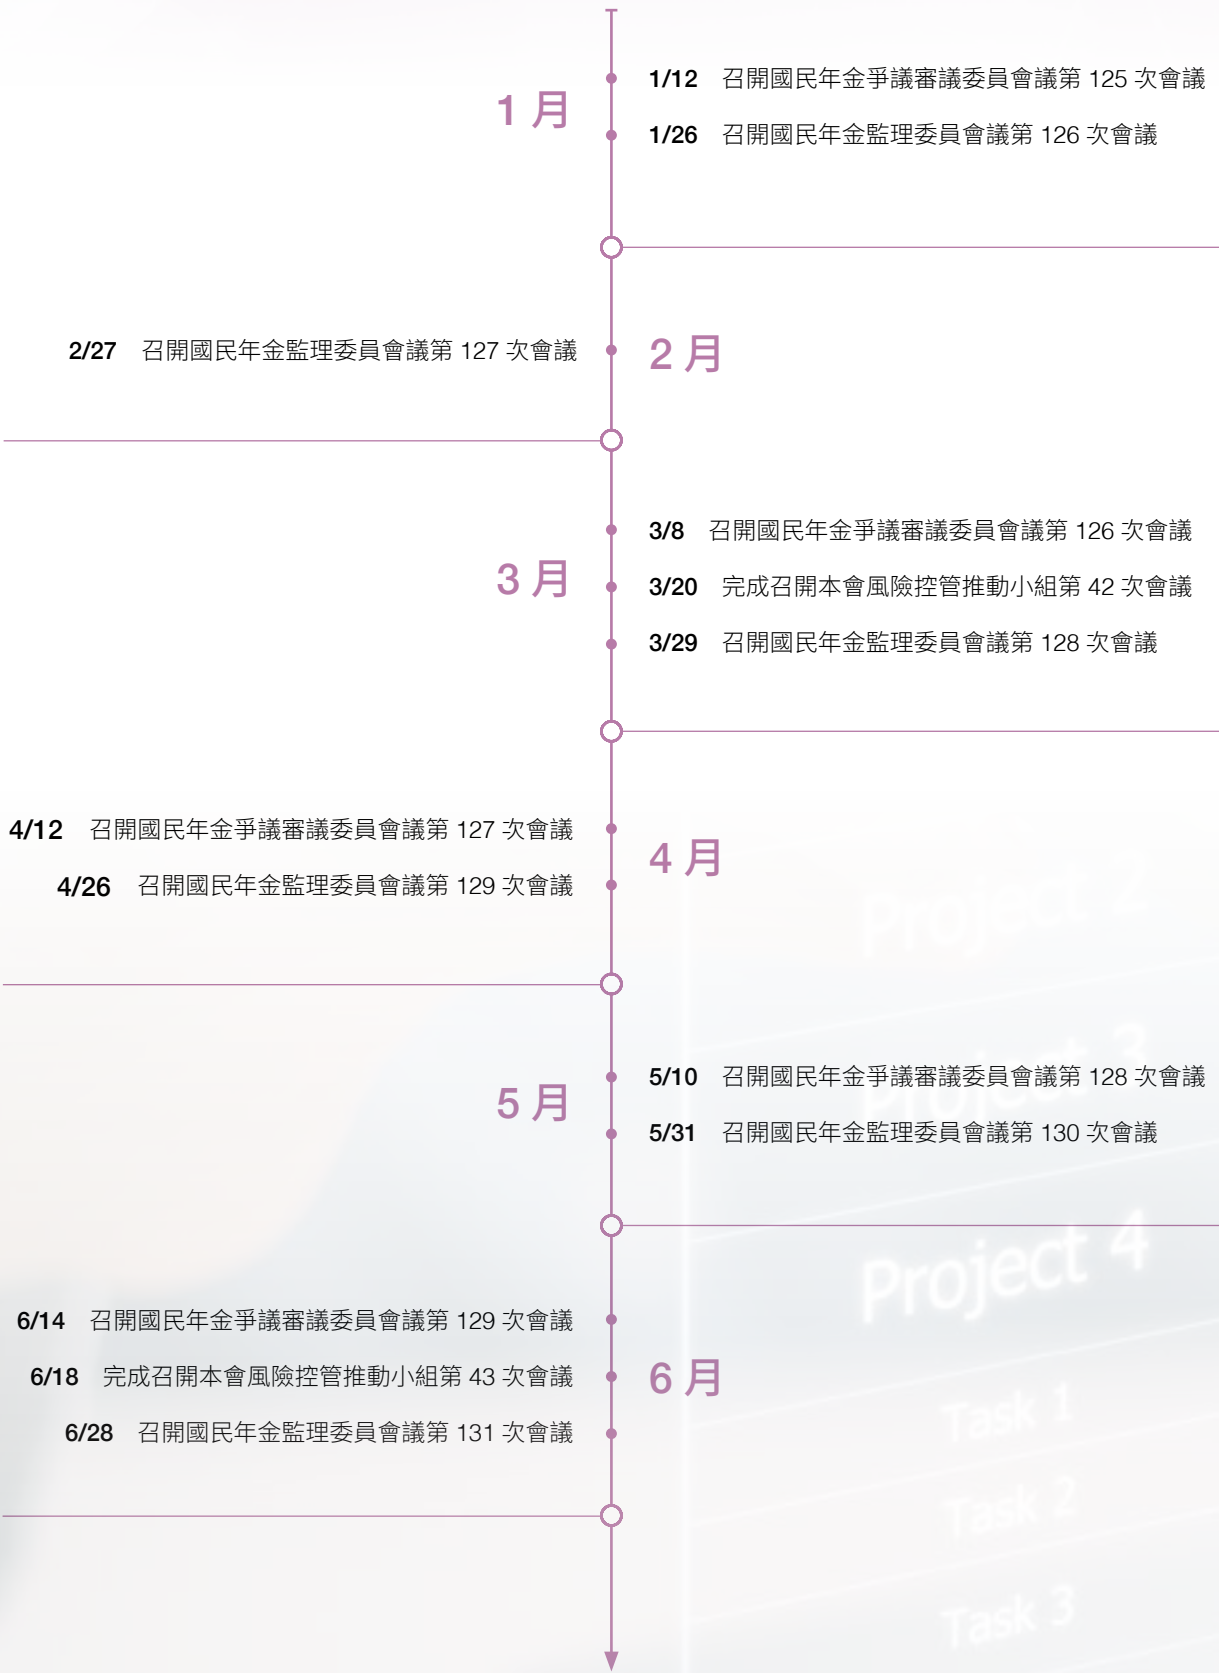 1 月
1/12 召開國民年金爭議審議委員會議第 125 次會議
1/26 召開國民年金監理委員會議第 126 次會議
2/27 召開國民年金監理委員會議第 127 次會議
2 月
3 月
3/8 召開國民年金爭議審議委員會議第 126 次會議
3/20 完成召開本會風險控管推動小組第 42 次會議
3/29 召開國民年金監理委員會議第 128 次會議
4/12 召開國民年金爭議審議委員會議第 127 次會議
4/26 召開國民年金監理委員會議第 129 次會議
4 月
Project 2
Project 3
5 月
5/10 召開國民年金爭議審議委員會議第 128 次會議
5/31 召開國民年金監理委員會議第 130 次會議
Project 4
6/14 召開國民年金爭議審議委員會議第 129 次會議
6/18 完成召開本會風險控管推動小組第 43 次會議
6/28 召開國民年金監理委員會議第 131 次會議
6 月
Task 1
Task 2
Task 3